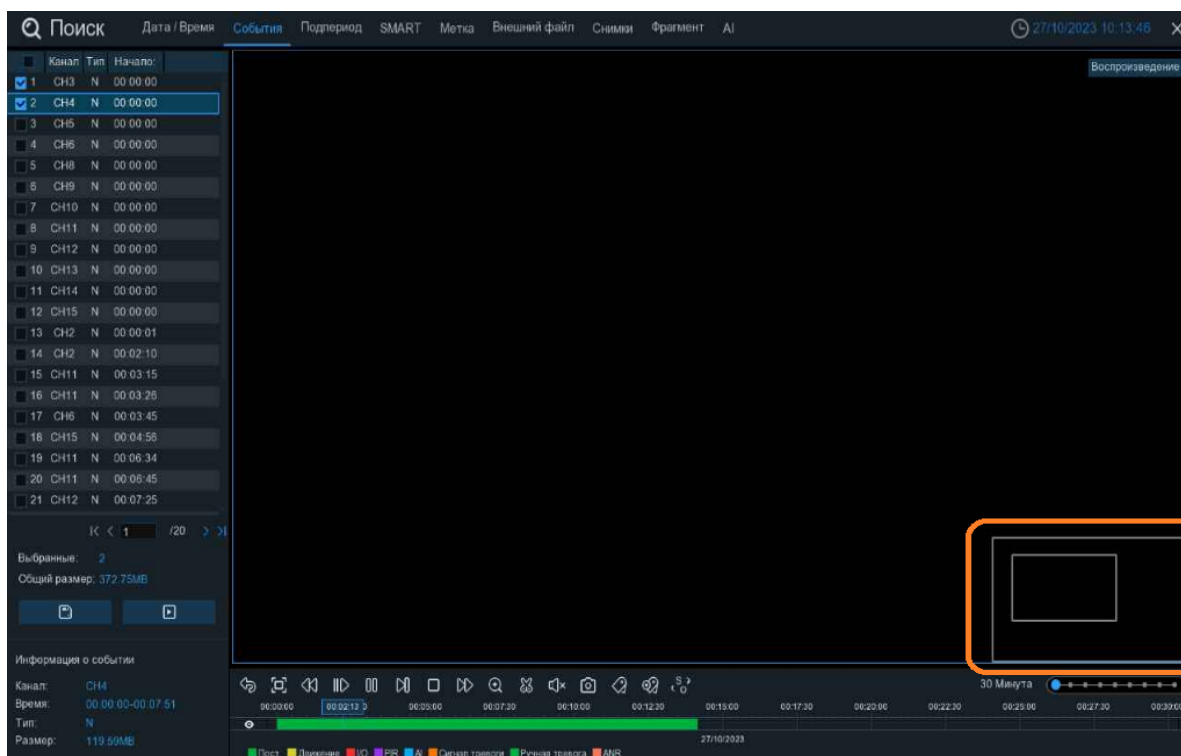 Поиск Дата / Время События Подпериод SMART Метка Внешний файл Снимки Фрагмент AI 27/10/2023 10:13:46
Канал Тип Начало:
Воспроизведение
1 CH3 N 00:00:00
2 CH4 N 00:00:00
3 CH5 N 00:00:00
4 CH6 N 00:00:00
5 CH8 N 00:00:00
6 CH9 N 00:00:00
7 CH10 N 00:00:00
8 CH11 N 00:00:00
9 CH12 N 00:00:00
10 CH13 N 00:00:00
11 CH14 N 00:00:00
12 CH15 N 00:00:00
13 CH2 N 00:00:01
14 CH2 N 00:02:10
15 CH11 N 00:03:15
16 CH11 N 00:03:26
17 CH6 N 00:03:45
18 CH15 N 00:04:56
19 CH11 N 00:06:34
20 CH11 N 00:06:45
21 CH12 N 00:07:25
1 /20
Выбранные: 2
Общий размер: 372.75MB
Информация о событии
Канал: CH4
Время: 00:00:00-00:07:51
Тип: N
Размер: 119.59MB
30 Минута
00:00:00 00:02:13 00:05:00 00:07:30 00:10:00 00:12:30 00:15:00 00:17:30 00:20:00 00:22:30 00:25:00 00:27:30 00:30:00
27/10/2023
Пост. Движение I/O PIR AI Сигнал тревоги Ручная тревога ANR